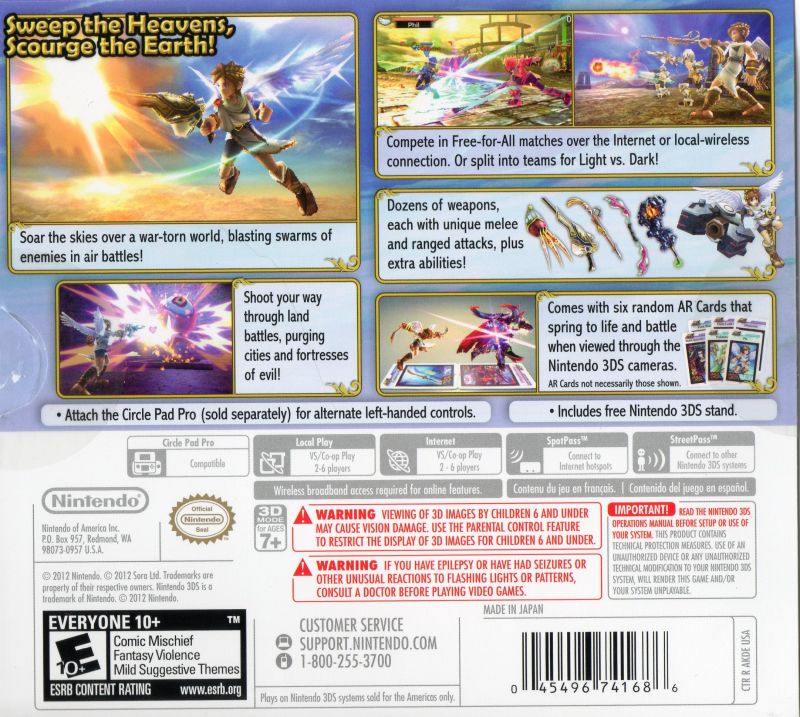 Sweep the Heavens,
Scourge the Earth!
Soar the skies over a war-torn world, blasting swarms of
enemies in air battles!
Phil
Compete in Free-for-All matches over the Internet or local-wireless
connection. Or split into teams for Light vs. Dark!
Dozens of weapons,
each with unique melee
and ranged attacks, plus
extra abilities!
Shoot your way
through land
battles, purging
cities and fortresses
of evil!
Comes with six random AR Cards that
spring to life and battle
when viewed through the
Nintendo 3DS cameras.
AR Cards not necessarily those shown.
• Attach the Circle Pad Pro (sold separately) for alternate left-handed controls.
• Includes free Nintendo 3DS stand.
Circle Pad Pro
Compatible
Local Play
VS/Co-op Play
2-6 players
Internet
VS/Co-op Play
2 - 6 players
SpotPass™
Connect to
Internet hotspots
StreetPass™
Connect to other
Nintendo 3DS systems
Wireless broadband access required for online features.
Contenu du jeu en français.
Contenido del juego en español.
Nintendo®
Nintendo of America Inc.
P.O. Box 957, Redmond, WA
98073-0957 U.S.A.
Official
Nintendo
Seal
3D
MODE
for AGES
7+
WARNING VIEWING OF 3D IMAGES BY CHILDREN 6 AND UNDER
MAY CAUSE VISION DAMAGE. USE THE PARENTAL CONTROL FEATURE
TO RESTRICT THE DISPLAY OF 3D IMAGES FOR CHILDREN 6 AND UNDER.
WARNING IF YOU HAVE EPILEPSY OR HAVE HAD SEIZURES OR
OTHER UNUSUAL REACTIONS TO FLASHING LIGHTS OR PATTERNS,
CONSULT A DOCTOR BEFORE PLAYING VIDEO GAMES.
IMPORTANT! READ THE NINTENDO 3DS
OPERATIONS MANUAL BEFORE SETUP OR USE OF
YOUR SYSTEM. THIS PRODUCT CONTAINS
TECHNICAL PROTECTION MEASURES. USE OF AN
UNAUTHORIZED DEVICE OR ANY UNAUTHORIZED
TECHNICAL MODIFICATION TO YOUR NINTENDO 3DS
SYSTEM, WILL RENDER THIS GAME AND/OR
YOUR SYSTEM UNPLAYABLE.
© 2012 Nintendo. © 2012 Sora Ltd. Trademarks are
property of their respective owners. Nintendo 3DS is a
trademark of Nintendo. © 2012 Nintendo.
MADE IN JAPAN
EVERYONE 10+ ™
E
10+
Comic Mischief
Fantasy Violence
Mild Suggestive Themes
ESRB CONTENT RATING www.esrb.org
CUSTOMER SERVICE
SUPPORT.NINTENDO.COM
1-800-255-3700
Plays on Nintendo 3DS systems sold for the Americas only.
0 45496 74168 6
CTR R AKDE USA